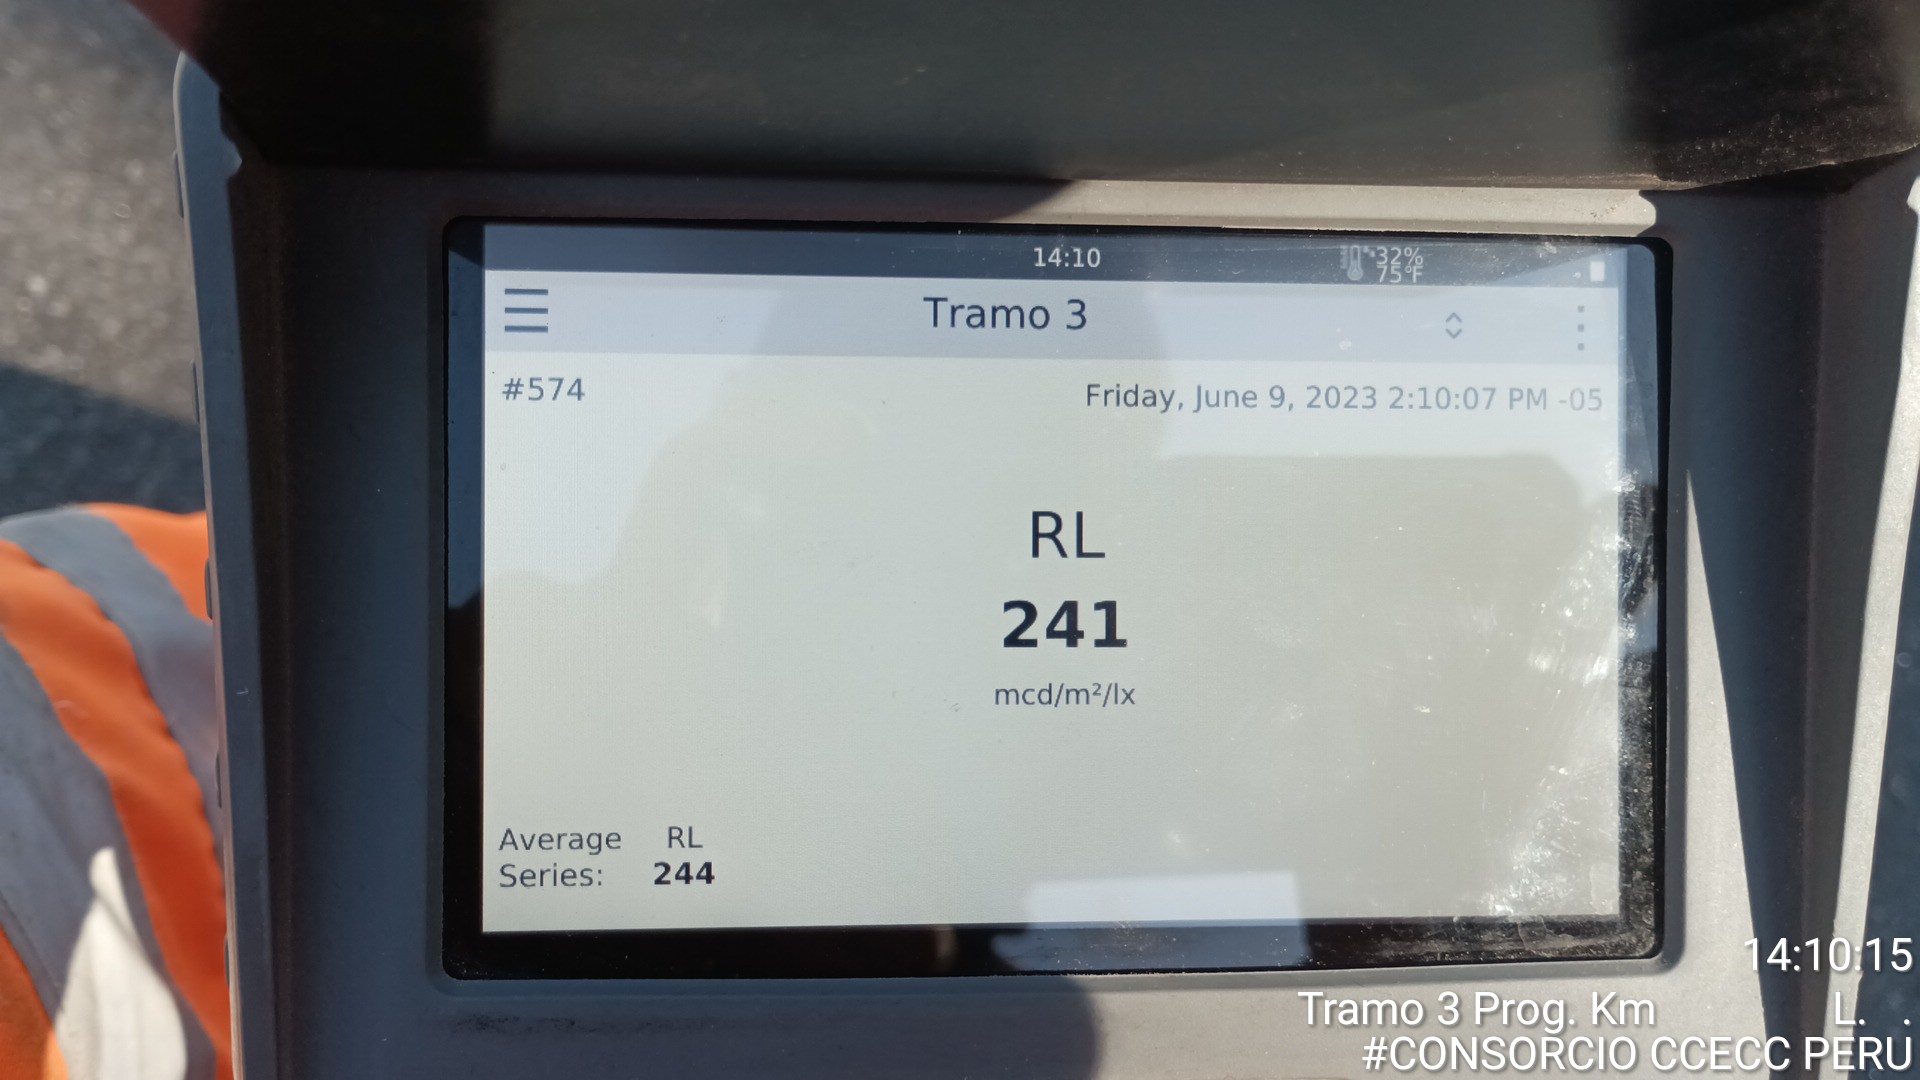 14:10
32%
75°F
Tramo 3
#574
Friday, June 9, 2023 2:10:07 PM -05
RL
241
mcd/m²/lx
Average RL
Series: 244
14:10:15
Tramo 3 Prog. Km L. .
#CONSORCIO CCECC PERU